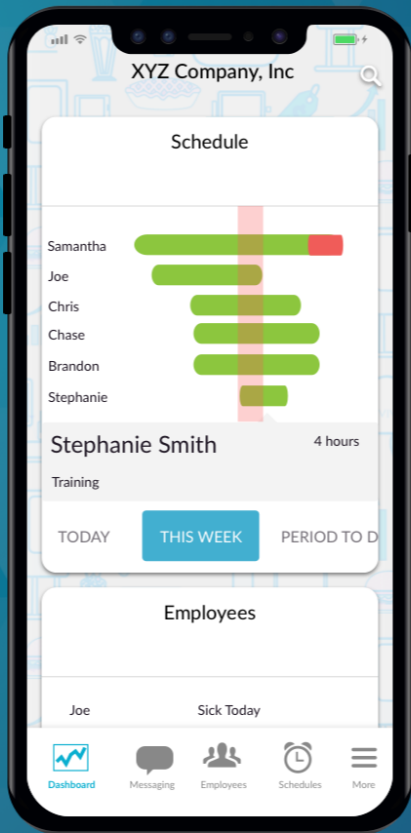 XYZ Company, Inc
Schedule
Samantha
Joe
Chris
Chase
Brandon
Stephanie
Stephanie Smith 4 hours
Training
TODAY THIS WEEK PERIOD TO D
Employees
Joe Sick Today
Dashboard Messaging Employees Schedules More